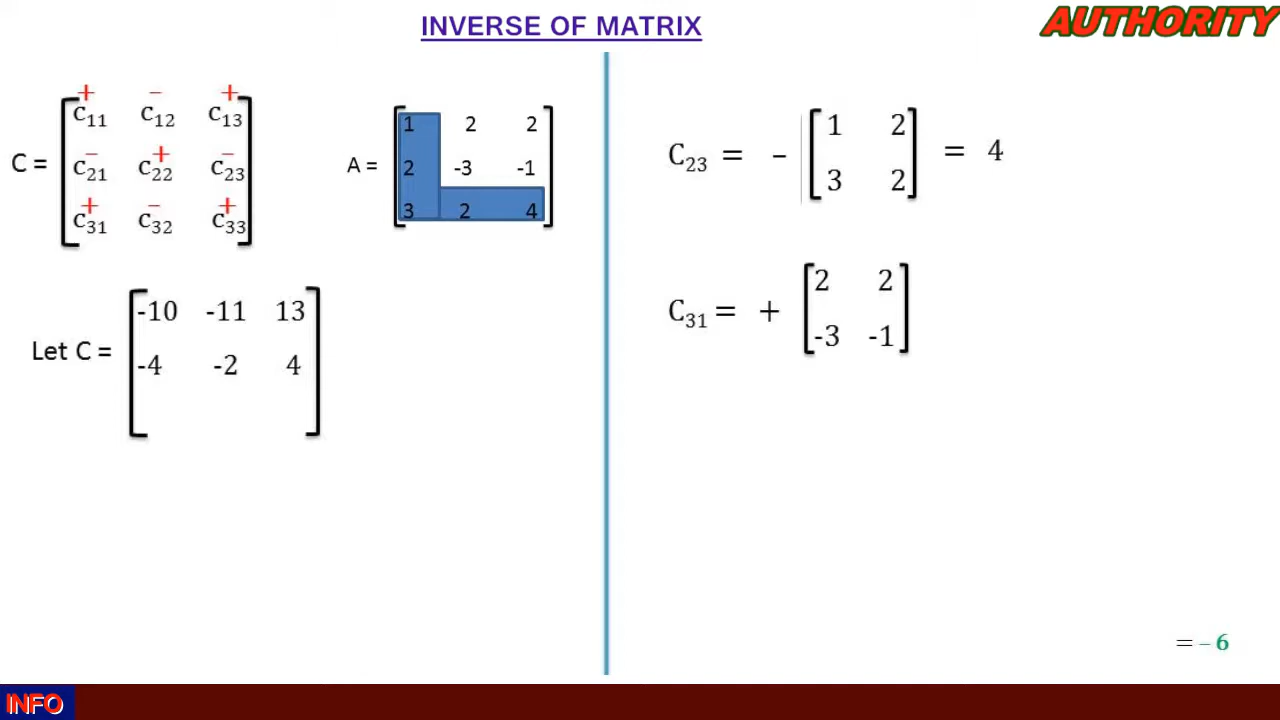 INVERSE OF MATRIX
AUTHORITY
+ − +
c₁₁ c₁₂ c₁₃
− + −
C = c₂₁ c₂₂ c₂₃
+ − +
c₃₁ c₃₂ c₃₃
1 2 2
A = 2 -3 -1
3 2 4
-10 -11 13
Let C =
-4 -2 4
1 2
C₂₃ = − = 4
3 2
2 2
C₃₁ = +
-3 -1
= − 6
INFO